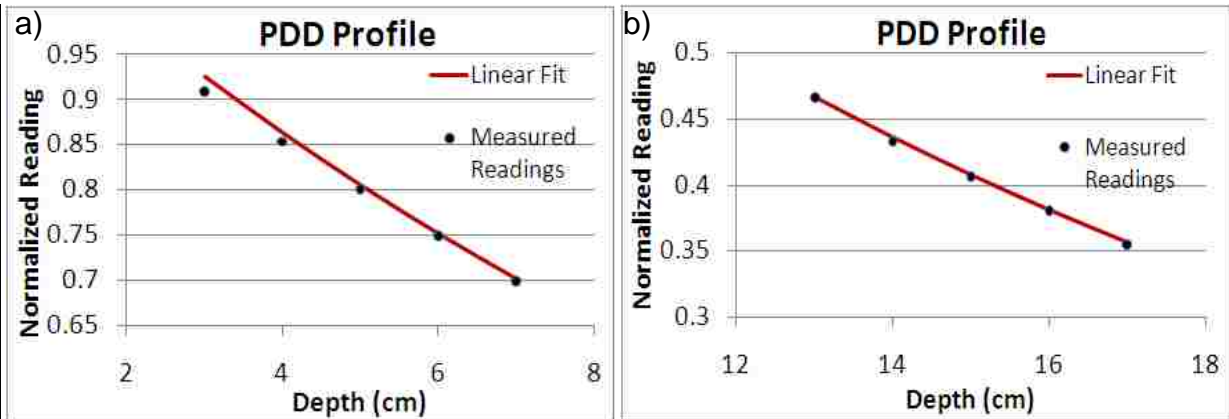 a)
PDD Profile
Normalized Reading
0.95
0.9
0.85
0.8
0.75
0.7
0.65
Linear Fit
Measured
Readings
2
4
6
8
Depth (cm)
b)
PDD Profile
Normalized Reading
0.5
0.45
0.4
0.35
0.3
Linear Fit
Measured
Readings
12
14
16
18
Depth (cm)